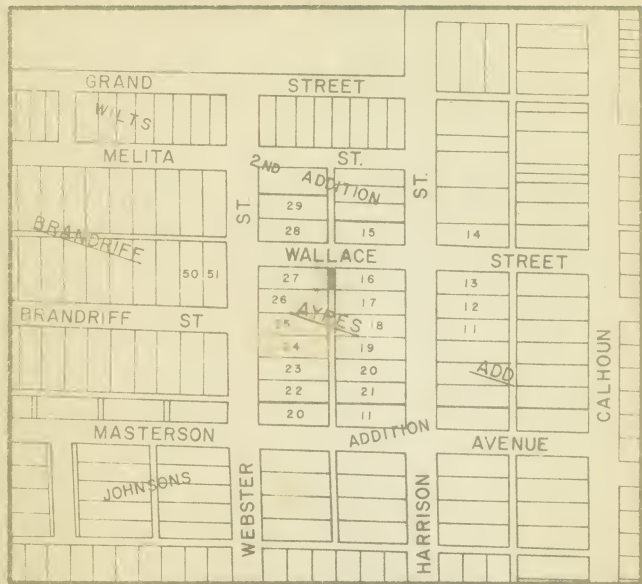 GRAND STREET
WILTS
MELITA ST.
2ND ADDITION
ST. ST.
29
28 15 14
BRANDRIFF
WALLACE STREET
50 51 27 16 13
26 17 12
AYPES
BRANDRIFF ST 25 18 11
24 19
23 20
ADD
22 21
20 11
CALHOUN
MASTERSON ADDITION AVENUE
JOHNSONS
WEBSTER
HARRISON